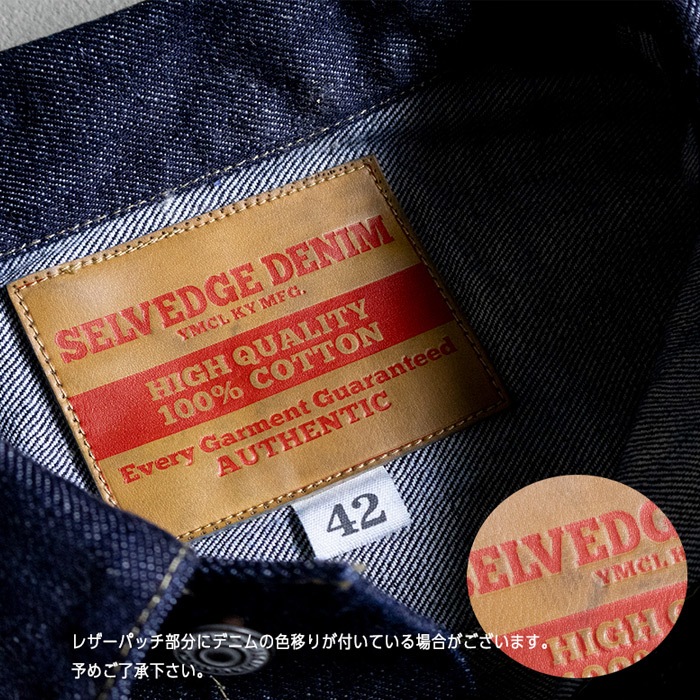 SELVEDGE DENIM
YMCL KY MFG.
HIGH QUALITY
100% COTTON
Every Garment Guaranteed
AUTHENTIC
42
SELVEDG
YMCL K
HIGH Q
100%
レザーパッチ部分にデニムの色移りが付いている場合がございます。
予めご了承下さい。